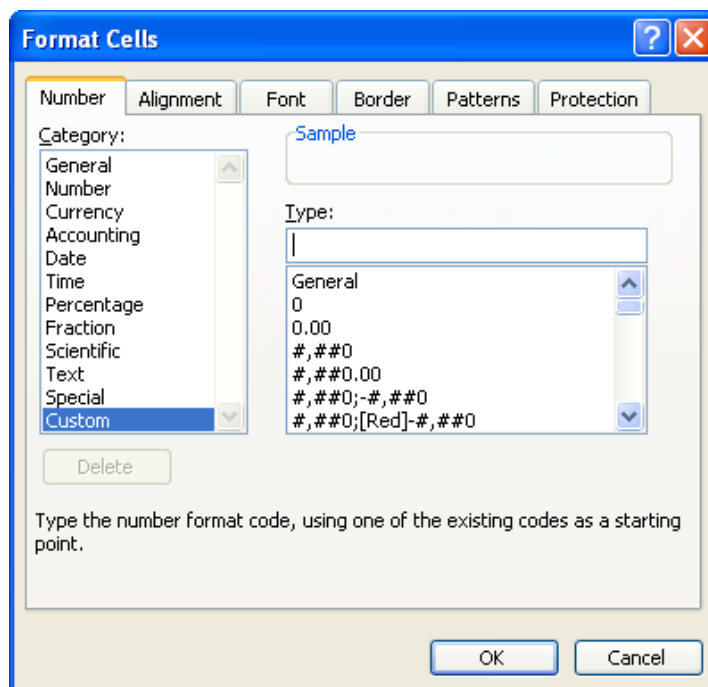 Format Cells
?
Number Alignment Font Border Patterns Protection
Category:
General
Number
Currency
Accounting
Date
Time
Percentage
Fraction
Scientific
Text
Special
Custom
Delete
Sample
Type:
General
0
0.00
#,##0
#,##0.00
#,##0;-#,##0
#,##0;[Red]-#,##0
Type the number format code, using one of the existing codes as a starting
point.
OK Cancel